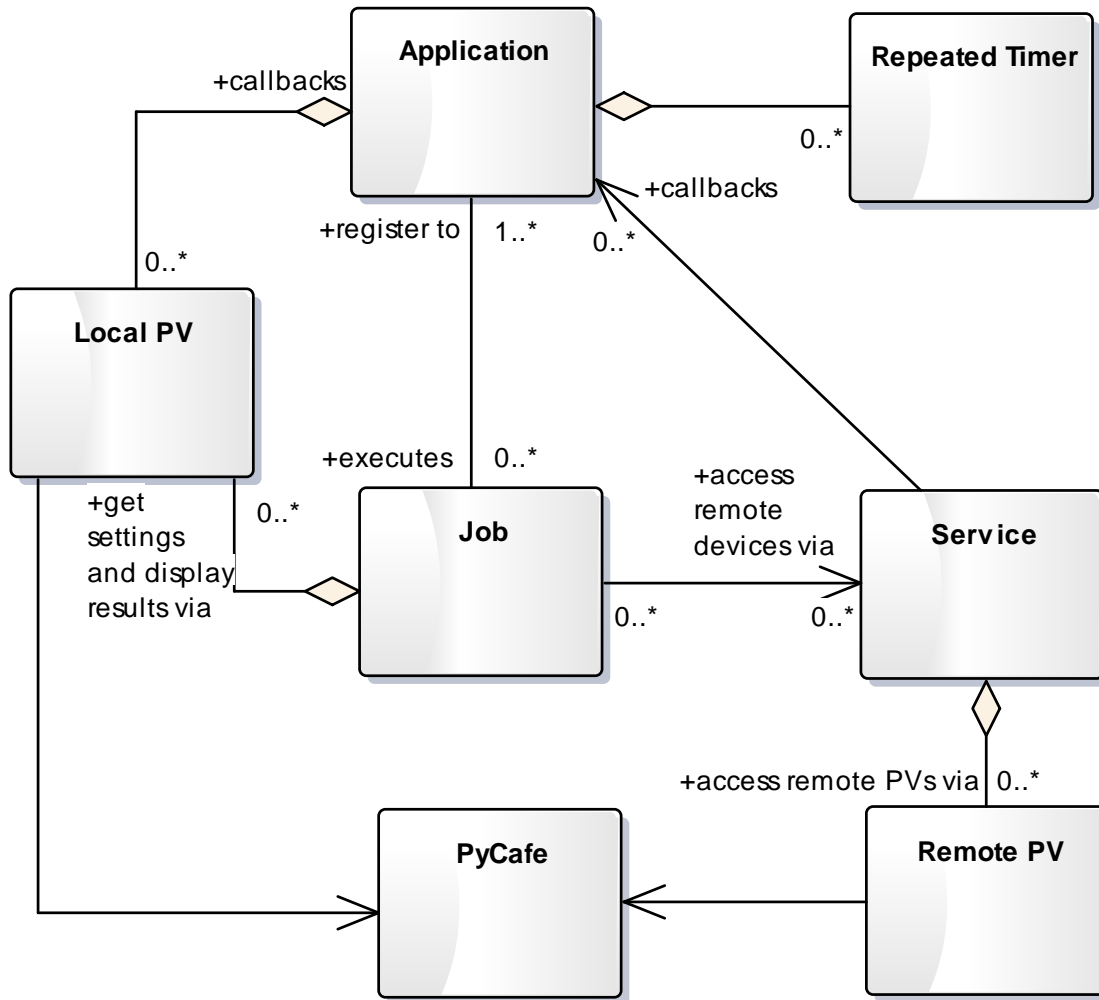 Application
Repeated Timer
+callbacks
0..*
+callbacks
+register to
1..*
0..*
0..*
Local PV
+executes
0..*
+access
remote
devices via
+get
settings
and display
results via
0..*
Job
Service
0..*
0..*
+access remote PVs via
0..*
PyCafe
Remote PV